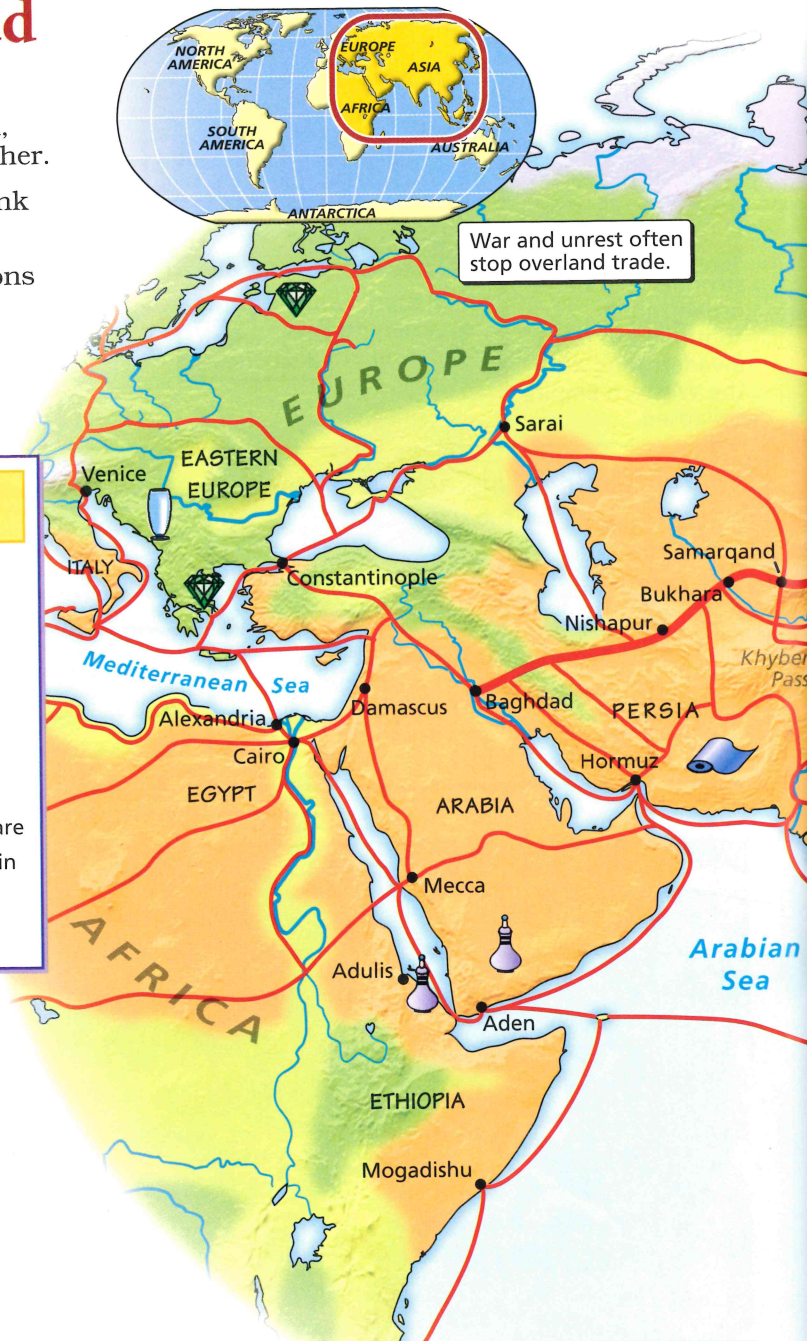 d
,
her.
nk
ons
NORTH
AMERICA
EUROPE
ASIA
AFRICA
SOUTH
AMERICA
AUSTRALIA
ANTARCTICA
War and unrest often
stop overland trade.
EUROPE
Sarai
EASTERN
EUROPE
Venice
ITALY
Constantinople
Samarqand
Bukhara
Nishapur
Khyber
Pass
Mediterranean Sea
Baghdad
Damascus
PERSIA
Alexandria
Cairo
Hormuz
EGYPT
ARABIA
are
in
Mecca
AFRICA
Arabian
Sea
Adulis
Aden
ETHIOPIA
Mogadishu